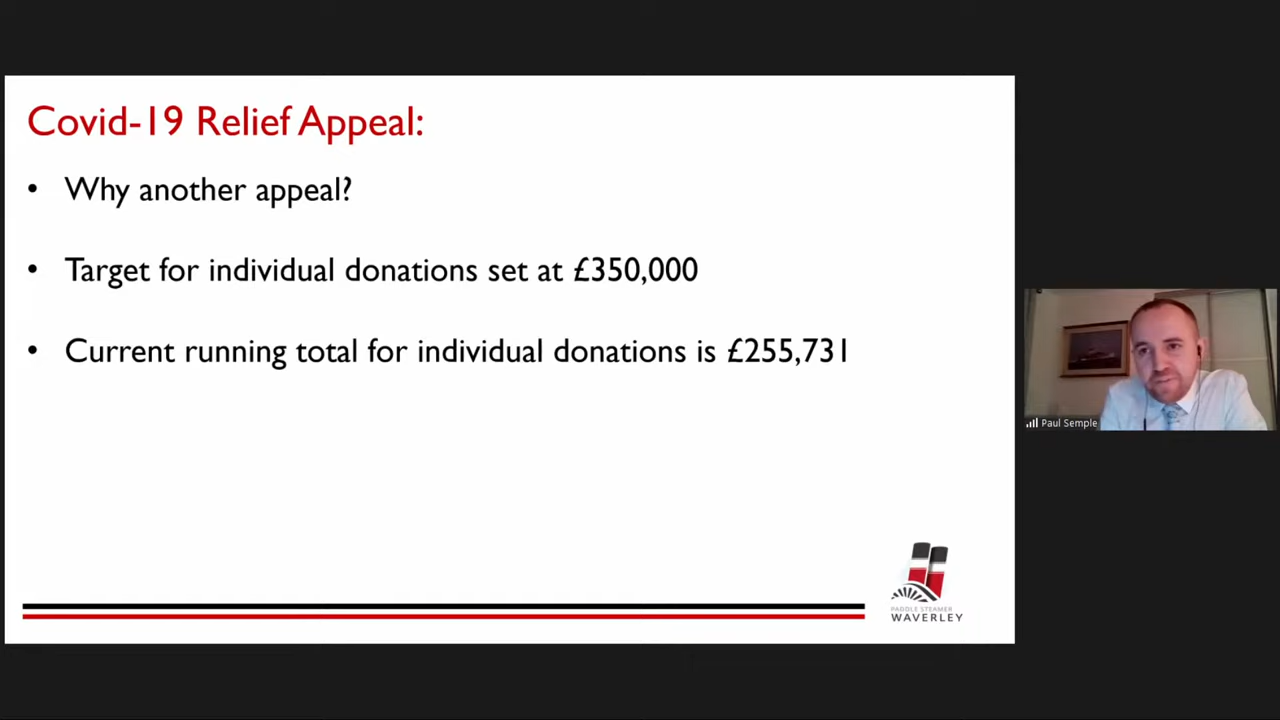 Covid-19 Relief Appeal:
• Why another appeal?
• Target for individual donations set at £350,000
• Current running total for individual donations is £255,731
PADDLE STEAMER
WAVERLEY
Paul Semple